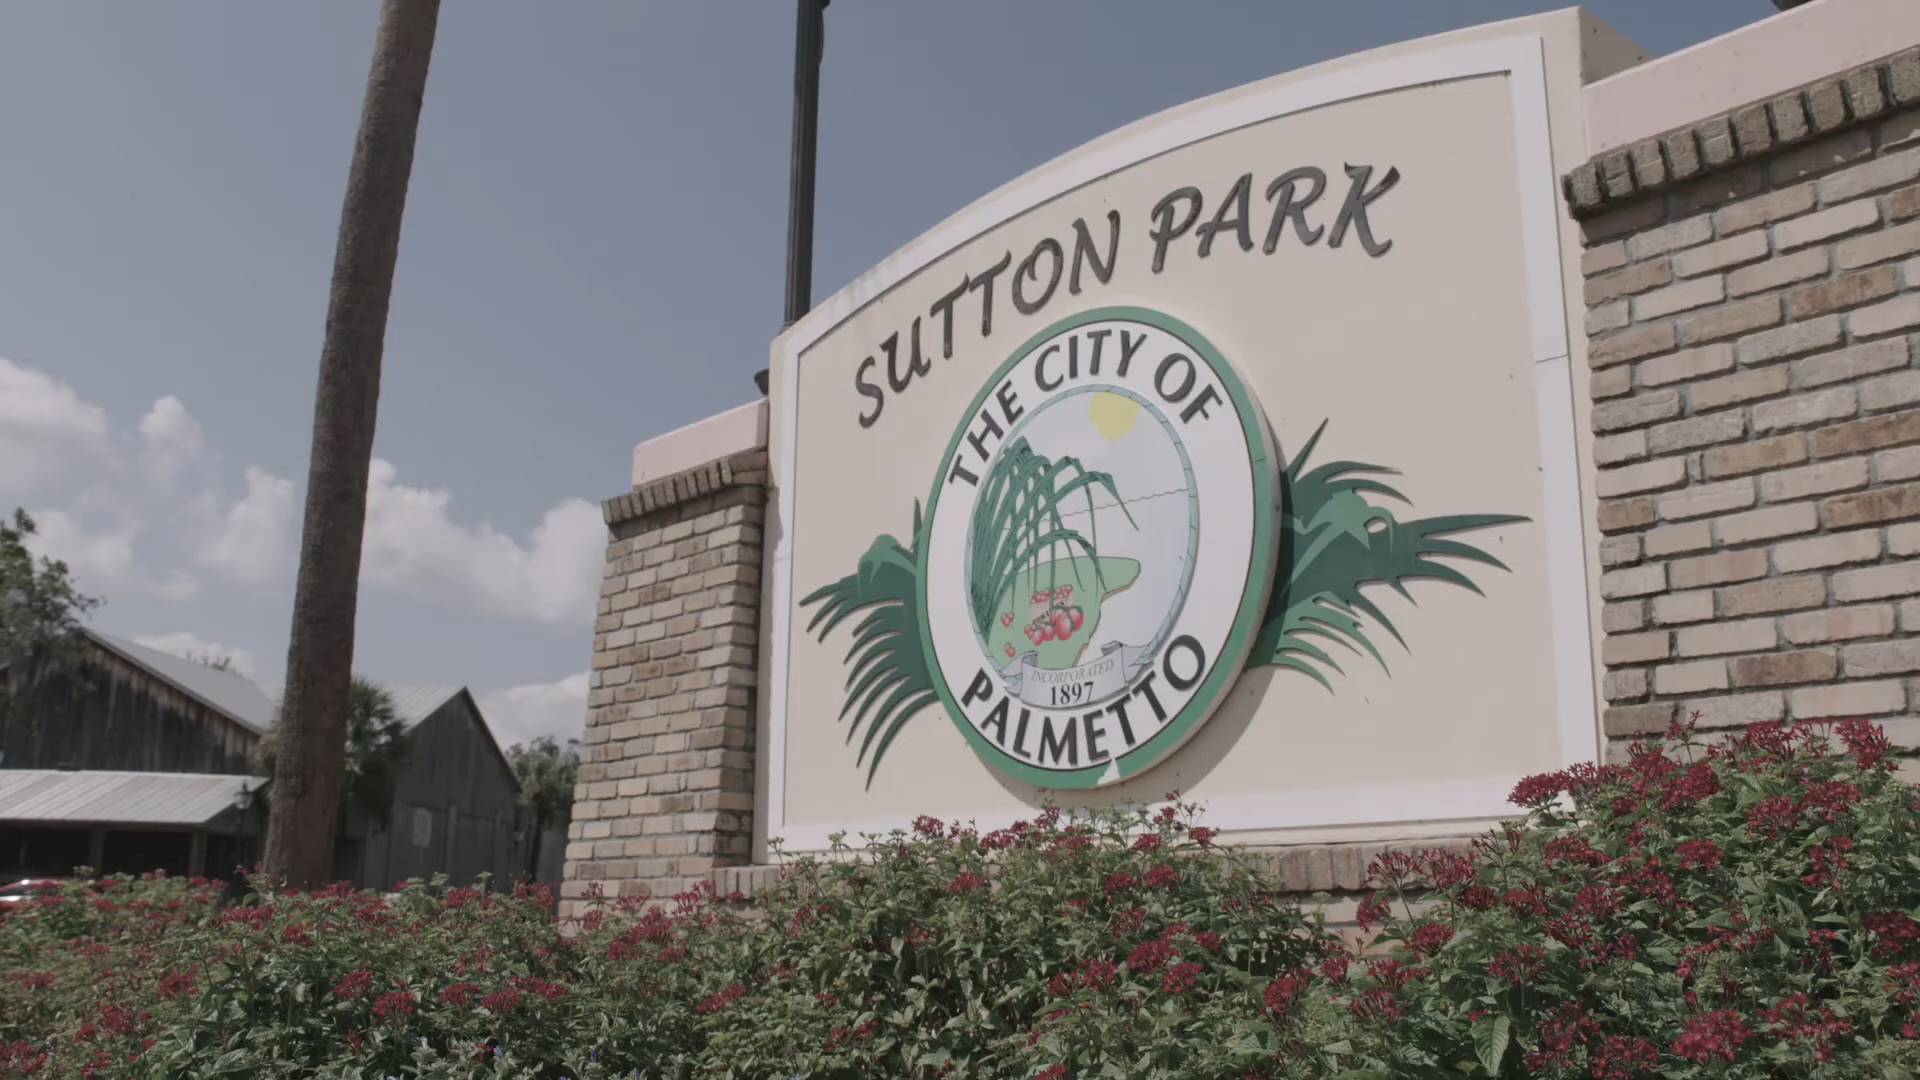 SUTTON PARK
THE CITY OF
INCORPORATED
1897
PALMETTO